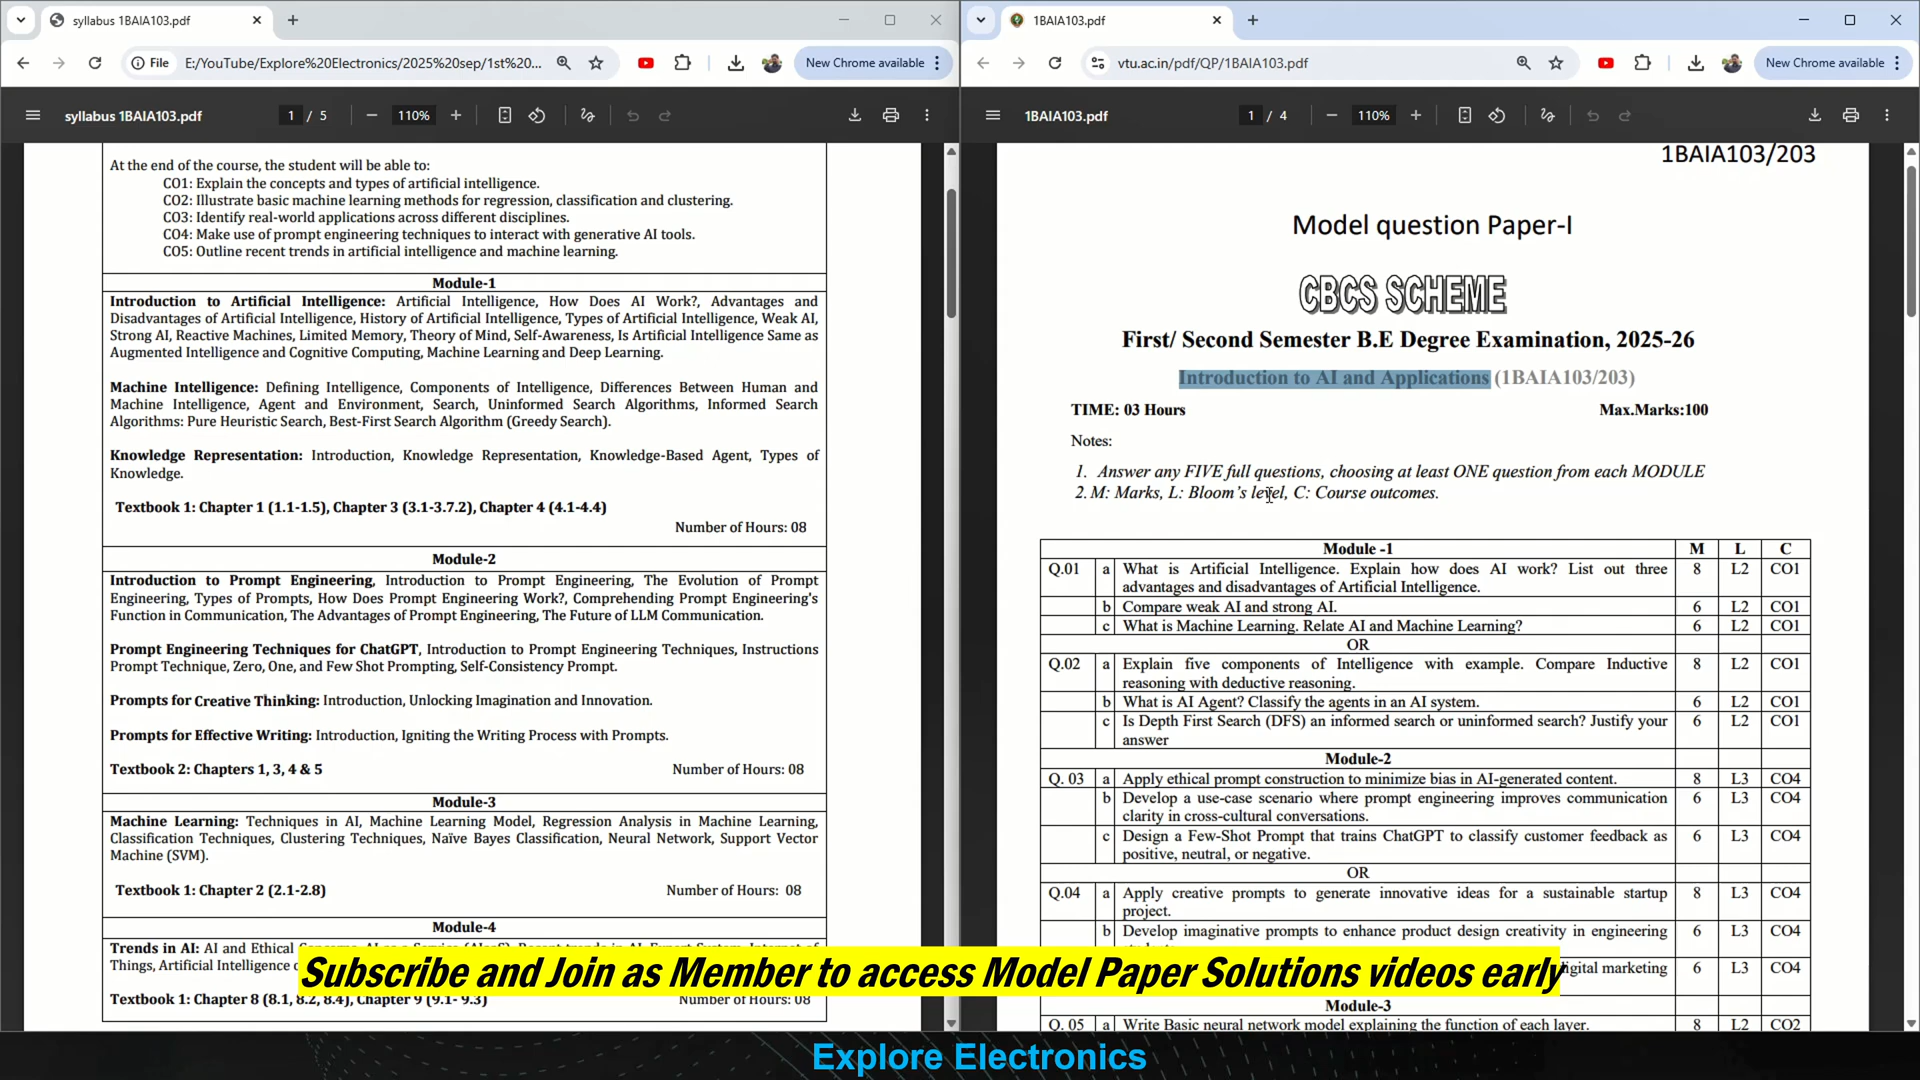 syllabus 1BAIA103.pdf
File
E:/YouTube/Explore%20Electronics/2025%20sep/1st%20...
New Chrome available
syllabus 1BAIA103.pdf
1 / 5
110%
At the end of the course, the student will be able to:
CO1: Explain the concepts and types of artificial intelligence.
CO2: Illustrate basic machine learning methods for regression, classification and clustering.
CO3: Identify real-world applications across different disciplines.
CO4: Make use of prompt engineering techniques to interact with generative AI tools.
CO5: Outline recent trends in artificial intelligence and machine learning.
Module-1
Introduction to Artificial Intelligence: Artificial Intelligence, How Does AI Work?, Advantages and
Disadvantages of Artificial Intelligence, History of Artificial Intelligence, Types of Artificial Intelligence, Weak AI,
Strong AI, Reactive Machines, Limited Memory, Theory of Mind, Self-Awareness, Is Artificial Intelligence Same as
Augmented Intelligence and Cognitive Computing, Machine Learning and Deep Learning.
Machine Intelligence: Defining Intelligence, Components of Intelligence, Differences Between Human and
Machine Intelligence, Agent and Environment, Search, Uninformed Search Algorithms, Informed Search
Algorithms: Pure Heuristic Search, Best-First Search Algorithm (Greedy Search).
Knowledge Representation: Introduction, Knowledge Representation, Knowledge-Based Agent, Types of
Knowledge.
Textbook 1: Chapter 1 (1.1-1.5), Chapter 3 (3.1-3.7.2), Chapter 4 (4.1-4.4)
Number of Hours: 08
Module-2
Introduction to Prompt Engineering, Introduction to Prompt Engineering, The Evolution of Prompt
Engineering, Types of Prompts, How Does Prompt Engineering Work?, Comprehending Prompt Engineering's
Function in Communication, The Advantages of Prompt Engineering, The Future of LLM Communication.
Prompt Engineering Techniques for ChatGPT, Introduction to Prompt Engineering Techniques, Instructions
Prompt Technique, Zero, One, and Few Shot Prompting, Self-Consistency Prompt.
Prompts for Creative Thinking: Introduction, Unlocking Imagination and Innovation.
Prompts for Effective Writing: Introduction, Igniting the Writing Process with Prompts.
Textbook 2: Chapters 1, 3, 4 & 5 Number of Hours: 08
Module-3
Machine Learning: Techniques in AI, Machine Learning Model, Regression Analysis in Machine Learning,
Classification Techniques, Clustering Techniques, Naïve Bayes Classification, Neural Network, Support Vector
Machine (SVM).
Textbook 1: Chapter 2 (2.1-2.8) Number of Hours: 08
Module-4
Trends in AI: AI and Ethical Concerns, AI as a Service (AIaaS), Recent trends in AI, Expert System, Internet of
Things, Artificial Intelligence
Textbook 1: Chapter 8 (8.1, 8.2, 8.4), Chapter 9 (9.1- 9.3) Number of Hours: 08
1BAIA103.pdf
vtu.ac.in/pdf/QP/1BAIA103.pdf
New Chrome available
1BAIA103.pdf
1 / 4
110%
1BAIA103/203
Model question Paper-I
CBCS SCHEME
First/ Second Semester B.E Degree Examination, 2025-26
Introduction to AI and Applications (1BAIA103/203)
TIME: 03 Hours Max.Marks:100
Notes:
1. Answer any FIVE full questions, choosing at least ONE question from each MODULE
2. M: Marks, L: Bloom's level, C: Course outcomes.
Module -1 M L C
Q.01 a What is Artificial Intelligence. Explain how does AI work? List out three 8 L2 CO1
advantages and disadvantages of Artificial Intelligence.
b Compare weak AI and strong AI. 6 L2 CO1
c What is Machine Learning. Relate AI and Machine Learning? 6 L2 CO1
OR
Q.02 a Explain five components of Intelligence with example. Compare Inductive 8 L2 CO1
reasoning with deductive reasoning.
b What is AI Agent? Classify the agents in an AI system. 6 L2 CO1
c Is Depth First Search (DFS) an informed search or uninformed search? Justify your 6 L2 CO1
answer
Module-2
Q. 03 a Apply ethical prompt construction to minimize bias in AI-generated content. 8 L3 CO4
b Develop a use-case scenario where prompt engineering improves communication 6 L3 CO4
clarity in cross-cultural conversations.
c Design a Few-Shot Prompt that trains ChatGPT to classify customer feedback as 6 L3 CO4
positive, neutral, or negative.
OR
Q.04 a Apply creative prompts to generate innovative ideas for a sustainable startup 8 L3 CO4
project.
b Develop imaginative prompts to enhance product design creativity in engineering 6 L3 CO4
digital marketing 6 L3 CO4
Module-3
Q. 05 a Write Basic neural network model explaining the function of each layer. 8 L2 CO2
Subscribe and Join as Member to access Model Paper Solutions videos early
Explore Electronics